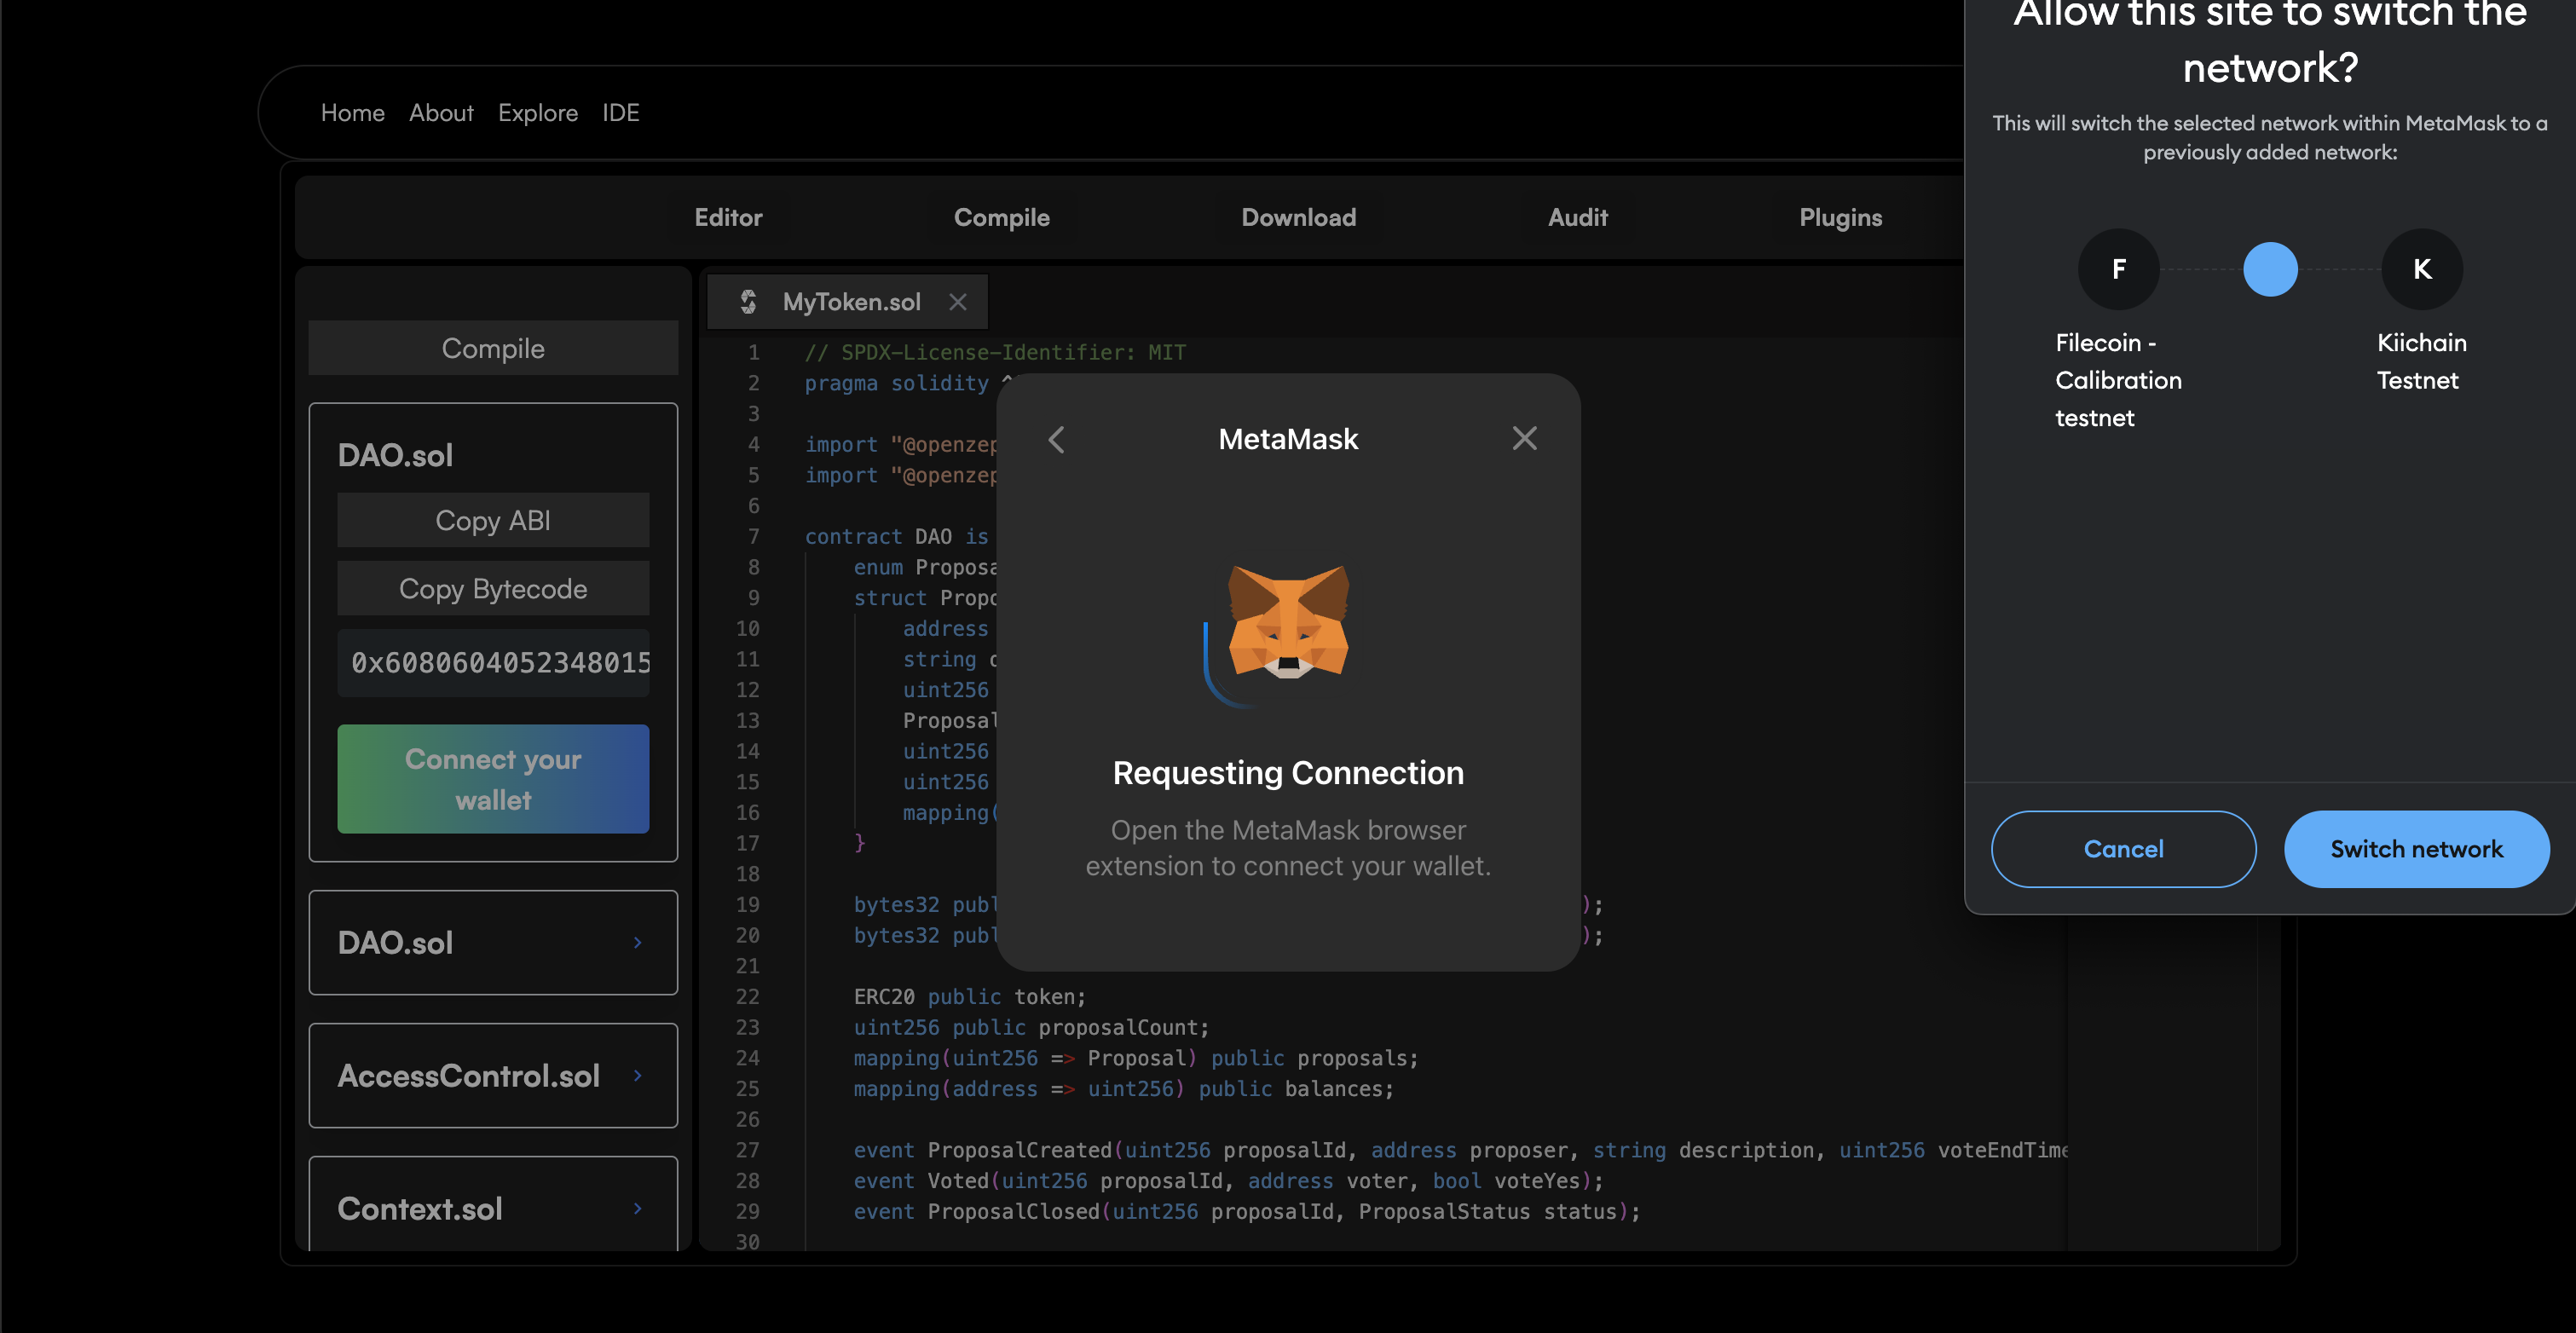 Home About Explore IDE
Editor Compile Download Audit Plugins
Compile
DAO.sol
Copy ABI
Copy Bytecode
0x6080604052348015
Connect your
wallet
DAO.sol
AccessControl.sol
Context.sol
MyToken.sol
1 // SPDX-License-Identifier: MIT
2 pragma solidity ^
3
4 import "@openzep
5 import "@openzep
6
7 contract DAO is
8 enum Proposa
9 struct Propo
10 address
11 string
12 uint256
13 Proposal
14 uint256
15 uint256
16 mapping(
17 }
18
19 bytes32 publ );
20 bytes32 publ );
21
22 ERC20 public token;
23 uint256 public proposalCount;
24 mapping(uint256 => Proposal) public proposals;
25 mapping(address => uint256) public balances;
26
27 event ProposalCreated(uint256 proposalId, address proposer, string description, uint256 voteEndTime
28 event Voted(uint256 proposalId, address voter, bool voteYes);
29 event ProposalClosed(uint256 proposalId, ProposalStatus status);
30
MetaMask
Requesting Connection
Open the MetaMask browser
extension to connect your wallet.
Allow this site to switch the
network?
This will switch the selected network within MetaMask to a
previously added network:
F K
Filecoin -
Calibration
testnet
Kiichain
Testnet
Cancel Switch network